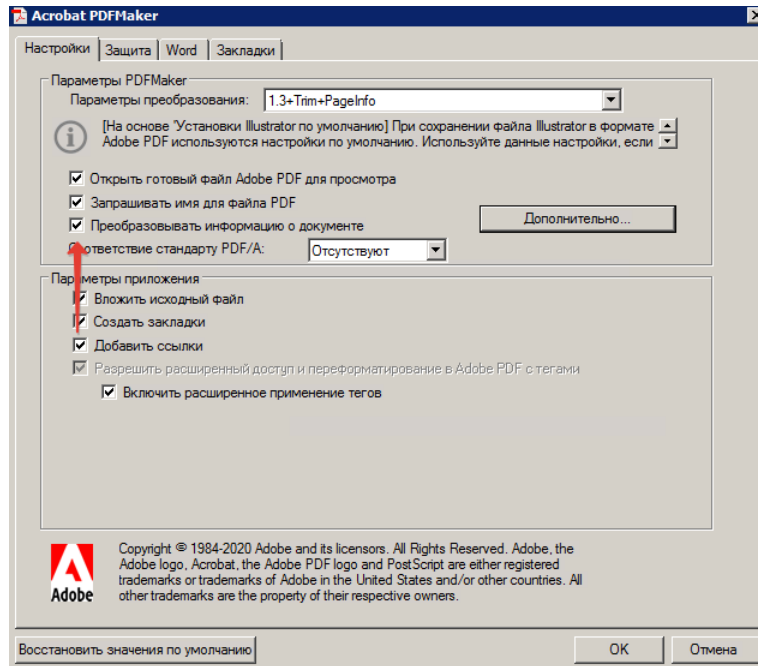 Acrobat PDFMaker
Настройки Защита Word Закладки
Параметры PDFMaker
Параметры преобразования: 1.3+Trim+PageInfo
[На основе 'Установки Illustrator по умолчанию] При сохранении файла Illustrator в формате
Adobe PDF используются настройки по умолчанию. Используйте данные настройки, если
Открыть готовый файл Adobe PDF для просмотра
Запрашивать имя для файла PDF
Преобразовывать информацию о документе
Дополнительно...
Соответствие стандарту PDF/A: Отсутствуют
Параметры приложения
Вложить исходный файл
Создать закладки
Добавить ссылки
Разрешить расширенный доступ и переформатирование в Adobe PDF с тегами
Включить расширенное применение тегов
Adobe
Copyright © 1984-2020 Adobe and its licensors. All Rights Reserved. Adobe, the
Adobe logo, Acrobat, the Adobe PDF logo and PostScript are either registered
trademarks or trademarks of Adobe in the United States and/or other countries. All
other trademarks are the property of their respective owners.
Восстановить значения по умолчанию OK Отмена